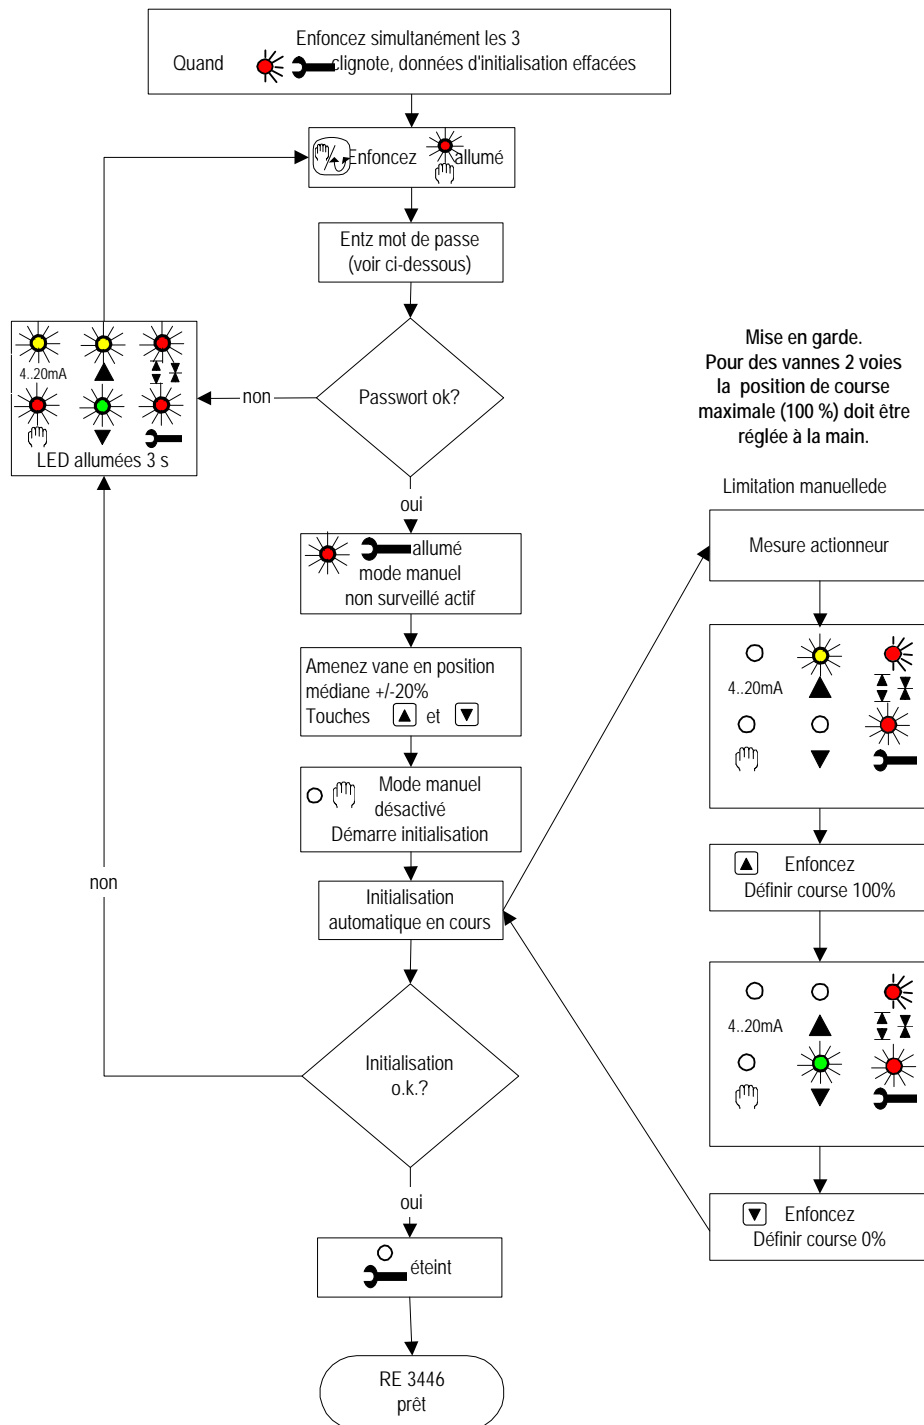 Enfoncez simultanément les 3
Quand clignote, données d'initialisation effacées
Enfoncez allumé
Entz mot de passe
(voir ci-dessous)
Passwort ok?
non
4..20mA
LED allumées 3 s
oui
allumé
mode manuel
non surveillé actif
Amenez vane en position
médiane +/-20%
Touches et
Mode manuel
désactivé
Démarre initialisation
Initialisation
automatique en cours
non
Initialisation
o.k.?
oui
éteint
RE 3446
prêt
Mise en garde.
Pour des vannes 2 voies
la position de course
maximale (100 %) doit être
réglée à la main.
Limitation manuellede
Mesure actionneur
4..20mA
Enfoncez
Définir course 100%
4..20mA
Enfoncez
Définir course 0%